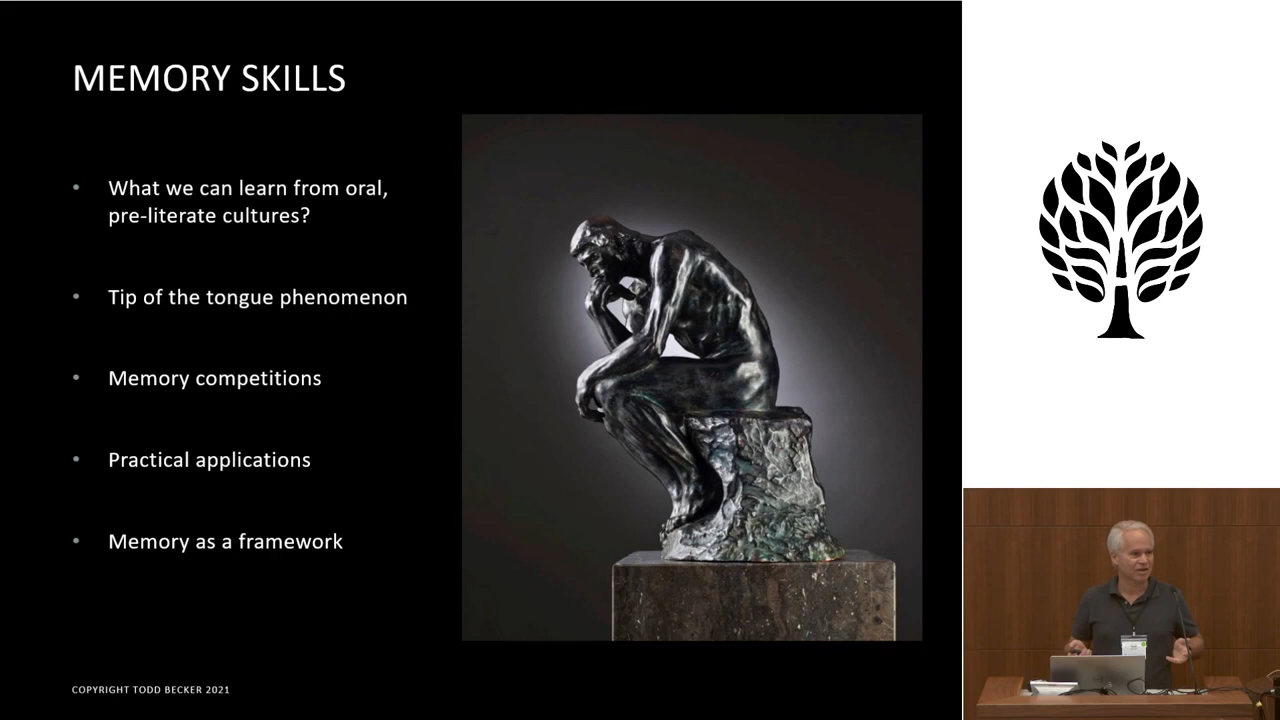 MEMORY SKILLS
• What we can learn from oral,
pre-literate cultures?
• Tip of the tongue phenomenon
• Memory competitions
• Practical applications
• Memory as a framework
COPYRIGHT TODD BECKER 2021